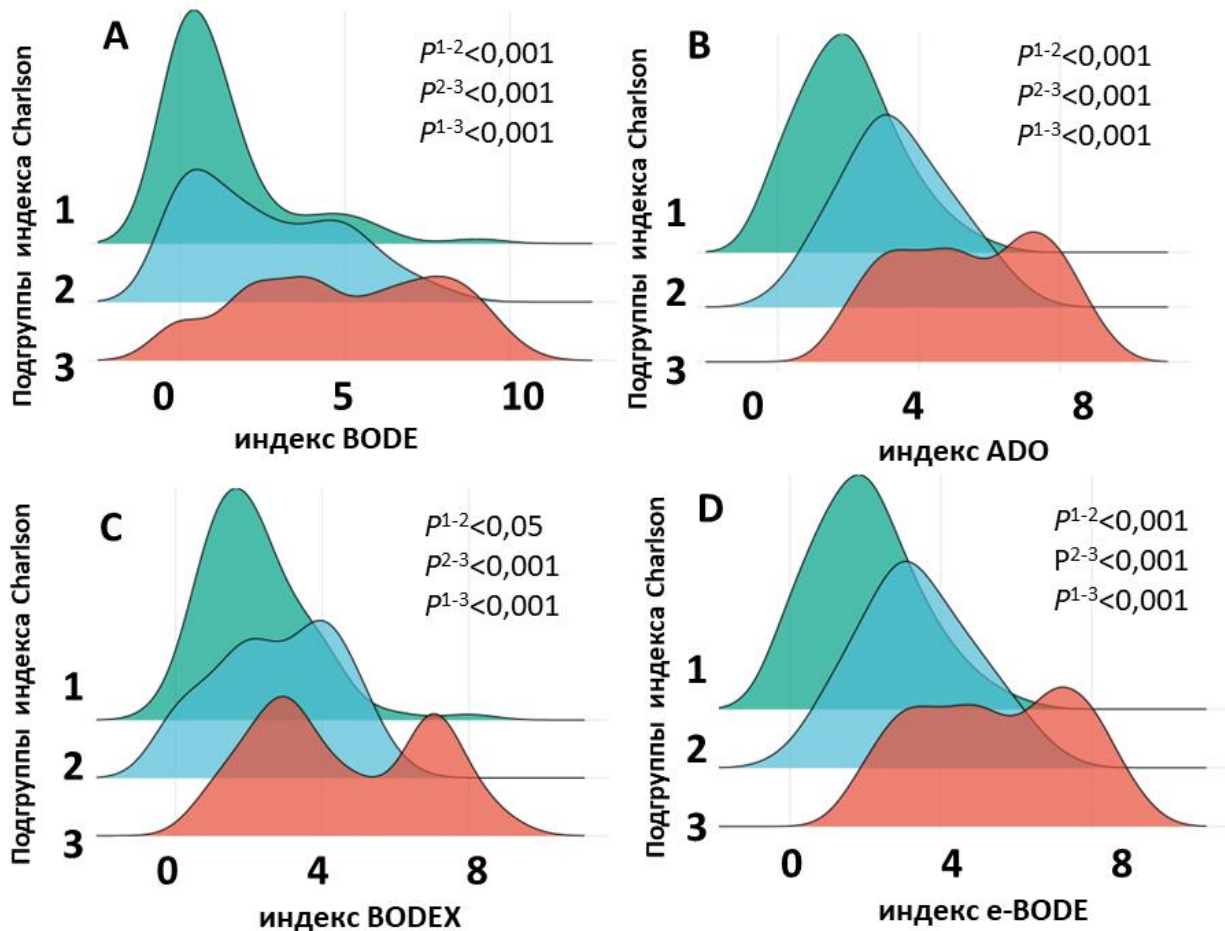 A
P1-2<0,001
P2-3<0,001
P1-3<0,001
Подгруппы индекса Charlson
1
2
3
0 5 10
индекс BODE
B
P1-2<0,001
P2-3<0,001
P1-3<0,001
Подгруппы индекса Charlson
1
2
3
0 4 8
индекс ADO
C
P1-2<0,05
P2-3<0,001
P1-3<0,001
Подгруппы индекса Charlson
1
2
3
0 4 8
индекс BODEX
D
P1-2<0,001
P2-3<0,001
P1-3<0,001
Подгруппы индекса Charlson
1
2
3
0 4 8
индекс e-BODE